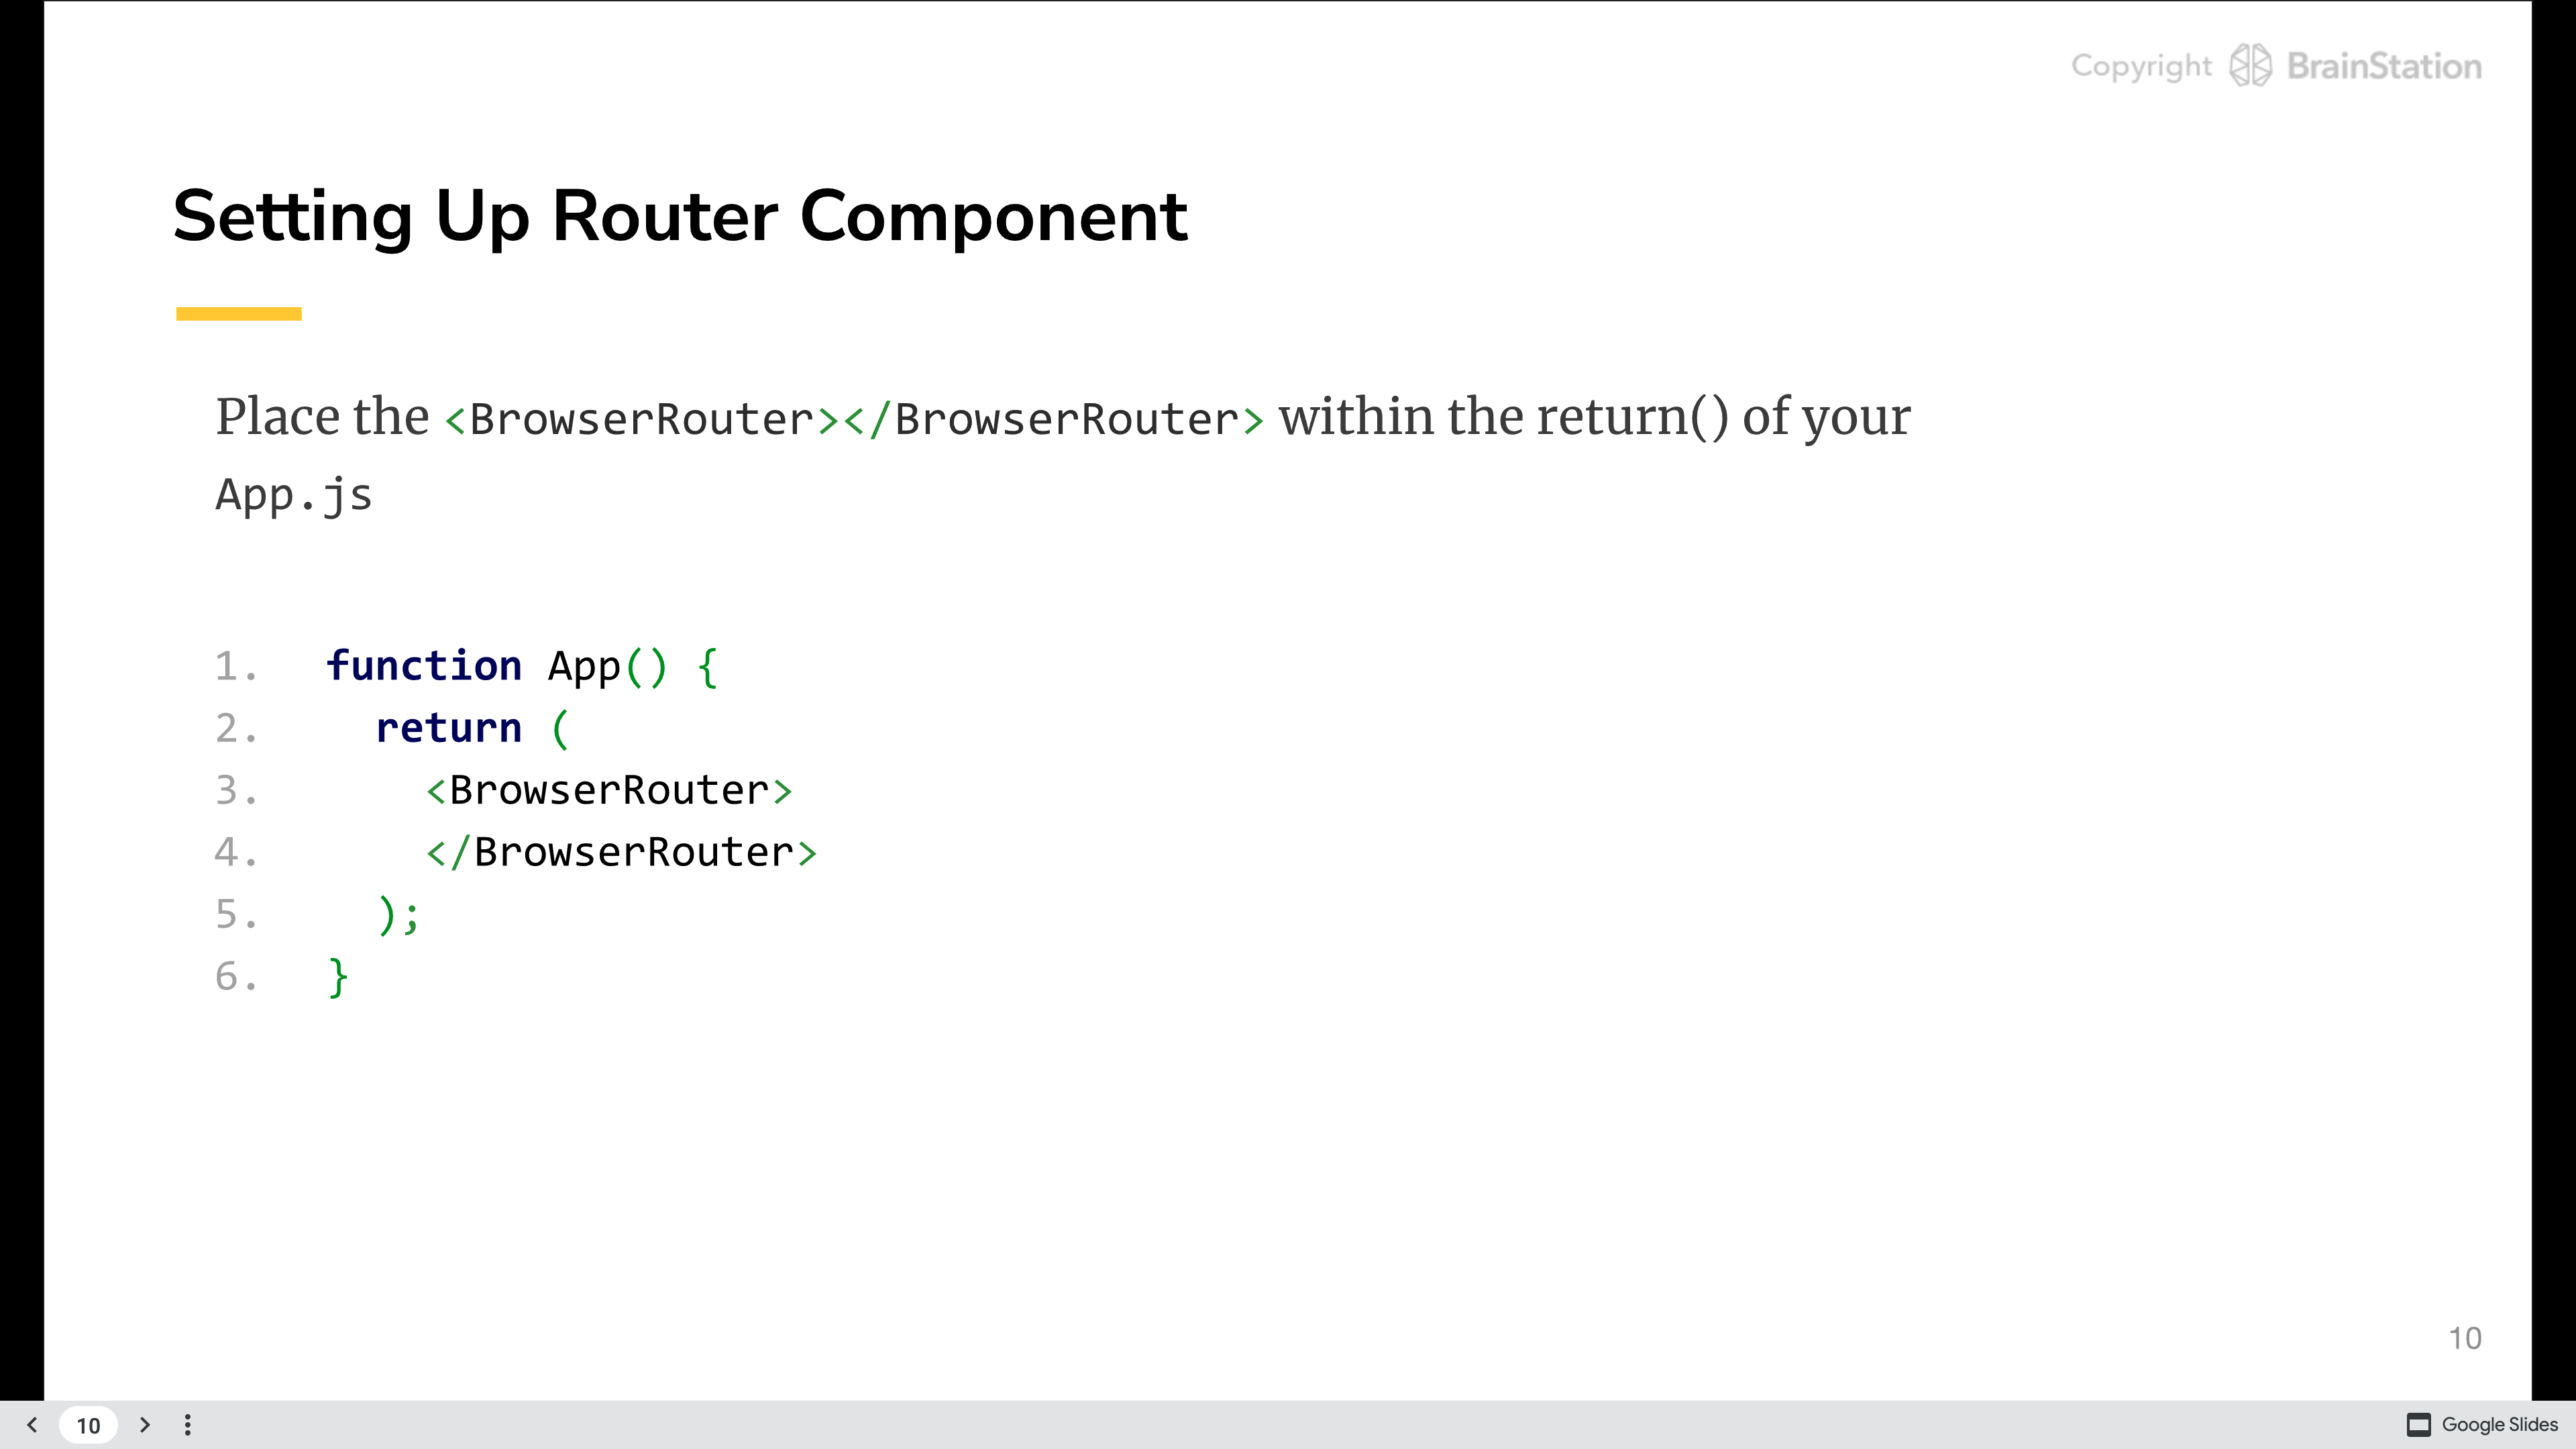 Copyright BrainStation
Setting Up Router Component
Place the <BrowserRouter></BrowserRouter> within the return() of your
App.js
1. function App() {
2. return (
3. <BrowserRouter>
4. </BrowserRouter>
5. );
6. }
10
10
Google Slides